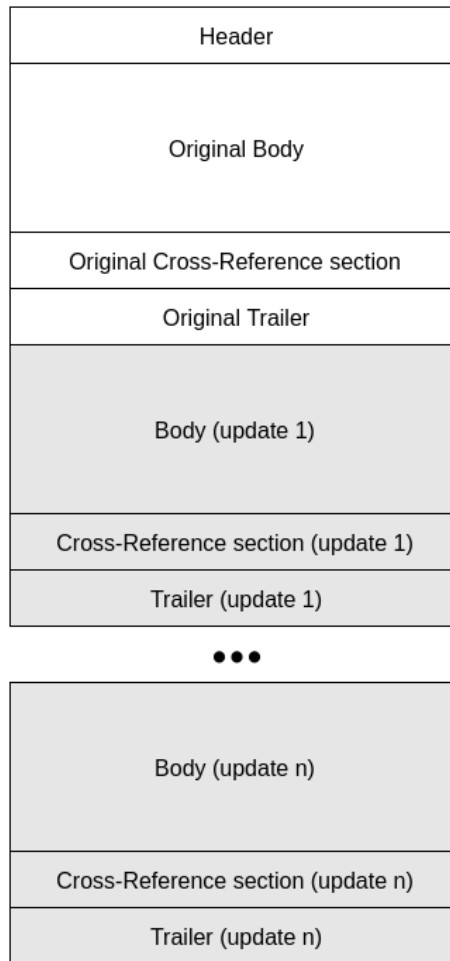 Header
Original Body
Original Cross-Reference section
Original Trailer
Body (update 1)
Cross-Reference section (update 1)
Trailer (update 1)
•••
Body (update n)
Cross-Reference section (update n)
Trailer (update n)